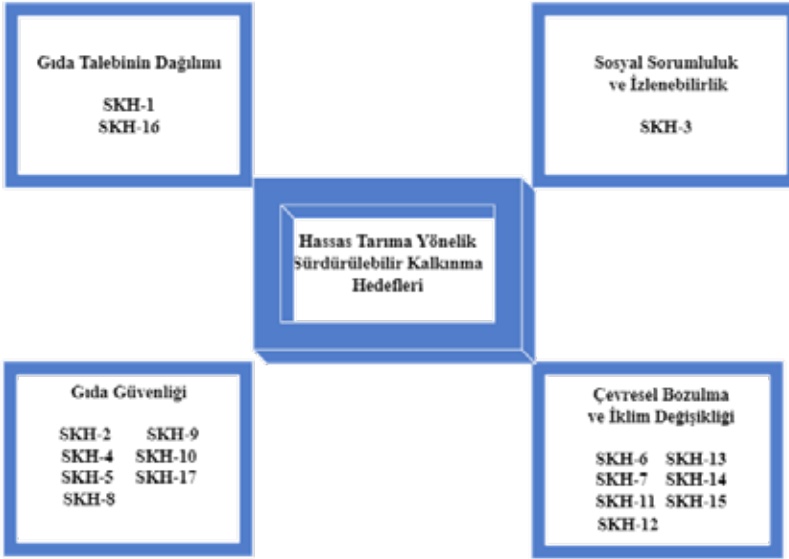 Gıda Talebinin Dağılımı
SKH-1
SKH-16
Sosyal Sorumluluk
ve İzlenebilirlik
SKH-3
Hassas Tarıma Yönelik
Sürdürülebilir Kalkınma
Hedefleri
Gıda Güvenliği
SKH-2 SKH-9
SKH-4 SKH-10
SKH-5 SKH-17
SKH-8
Çevresel Bozulma
ve İklim Değişikliği
SKH-6 SKH-13
SKH-7 SKH-14
SKH-11 SKH-15
SKH-12